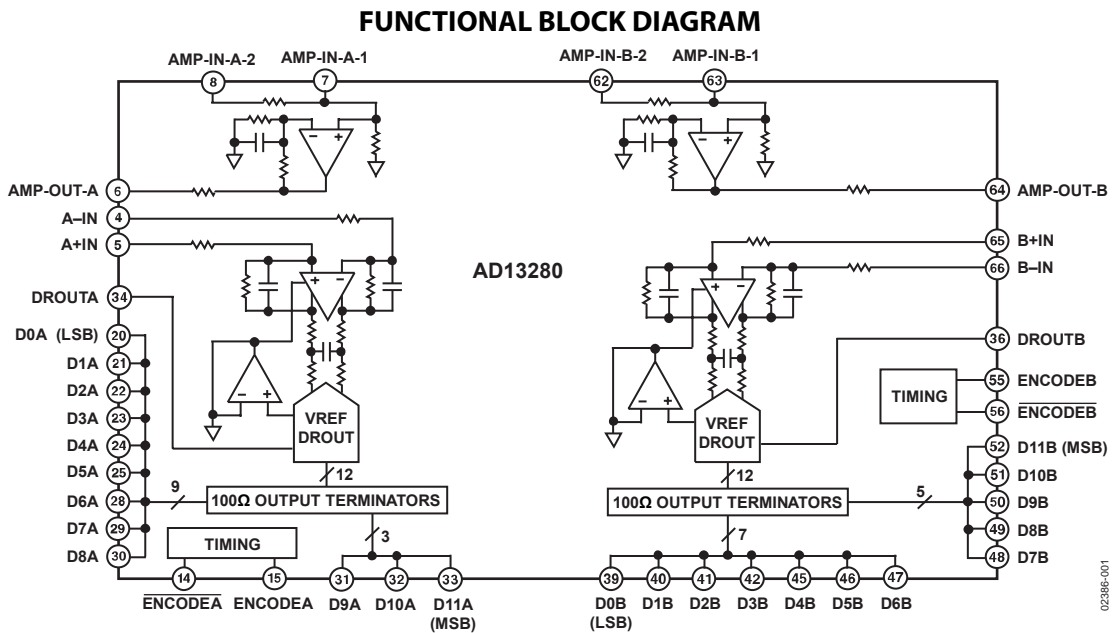 FUNCTIONAL BLOCK DIAGRAM
AMP-IN-A-2 AMP-IN-A-1 AMP-IN-B-2 AMP-IN-B-1
8 7 62 63
− + − +
AMP-OUT-A 6 64 AMP-OUT-B
A–IN 4
A+IN 5 65 B+IN
66 B–IN
AD13280
+ − + −
DROUTA 34
36 DROUTB
D0A (LSB) 20
D1A 21
D2A 22
D3A 23
D4A 24
D5A 25
D6A 28
D7A 29
D8A 30
− + − +
VREF
DROUT
VREF
DROUT
TIMING
55 ENCODEB
56 ENCODEB
52 D11B (MSB)
51 D10B
50 D9B
49 D8B
48 D7B
12 12
9 100Ω OUTPUT TERMINATORS 100Ω OUTPUT TERMINATORS 5
3 7
TIMING
14 15 31 32 33 39 40 41 42 45 46 47
ENCODEA ENCODEA D9A D10A D11A D0B D1B D2B D3B D4B D5B D6B
(MSB) (LSB)
02386-001